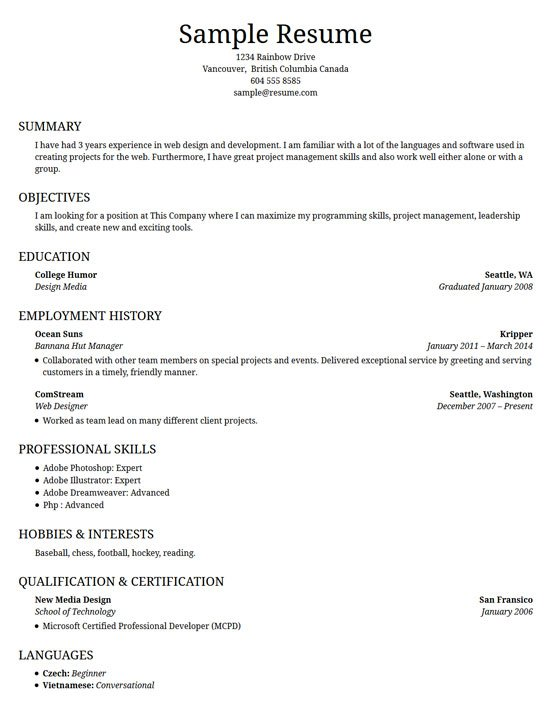 Sample Resume
1234 Rainbow Drive
Vancouver, British Columbia Canada
604 555 8585
sample@resume.com
SUMMARY
I have had 3 years experience in web design and development. I am familiar with a lot of the languages and software used in
creating projects for the web. Furthermore, I have great project management skills and also work well either alone or with a
group.
OBJECTIVES
I am looking for a position at This Company where I can maximize my programming skills, project management, leadership
skills, and create new and exciting tools.
EDUCATION
College Humor Seattle, WA
Design Media Graduated January 2008
EMPLOYMENT HISTORY
Ocean Suns Kripper
Bannana Hut Manager January 2011 – March 2014
• Collaborated with other team members on special projects and events. Delivered exceptional service by greeting and serving
customers in a timely, friendly manner.
ComStream Seattle, Washington
Web Designer December 2007 – Present
• Worked as team lead on many different client projects.
PROFESSIONAL SKILLS
• Adobe Photoshop: Expert
• Adobe Illustrator: Expert
• Adobe Dreamweaver: Advanced
• Php : Advanced
HOBBIES & INTERESTS
Baseball, chess, football, hockey, reading.
QUALIFICATION & CERTIFICATION
New Media Design San Fransico
School of Technology January 2006
• Microsoft Certified Professional Developer (MCPD)
LANGUAGES
• Czech: Beginner
• Vietnamese: Conversational